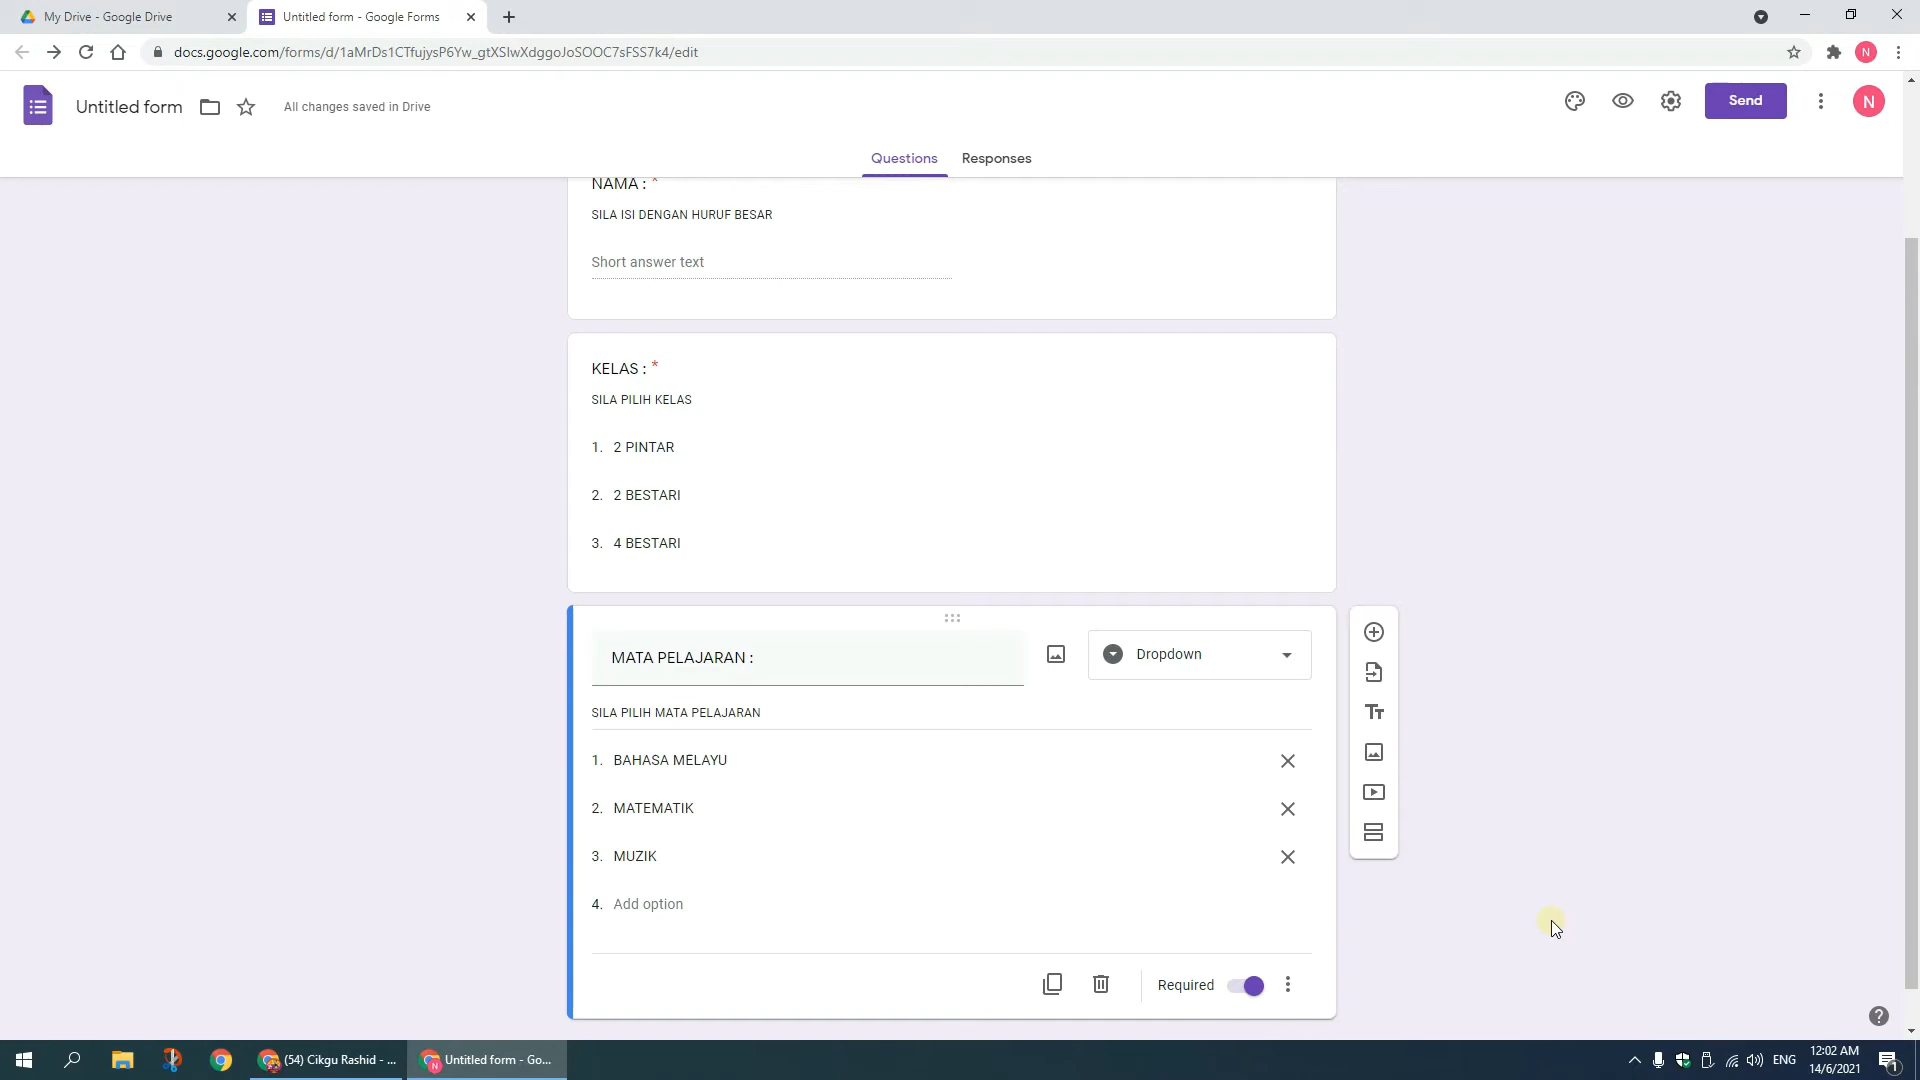 My Drive - Google Drive
Untitled form - Google Forms
docs.google.com/forms/d/1aMrDs1CTfujysP6Yw_gtXSIwXdggoJoSOOC7sFSS7k4/edit
N
Untitled form
All changes saved in Drive
Send
N
Questions
Responses
NAMA : *
SILA ISI DENGAN HURUF BESAR
Short answer text
KELAS : *
SILA PILIH KELAS
1. 2 PINTAR
2. 2 BESTARI
3. 4 BESTARI
MATA PELAJARAN :
Dropdown
SILA PILIH MATA PELAJARAN
1. BAHASA MELAYU
2. MATEMATIK
3. MUZIK
4. Add option
Required
(54) Cikgu Rashid - ...
Untitled form - Go...
ENG
12:02 AM
14/6/2021
1